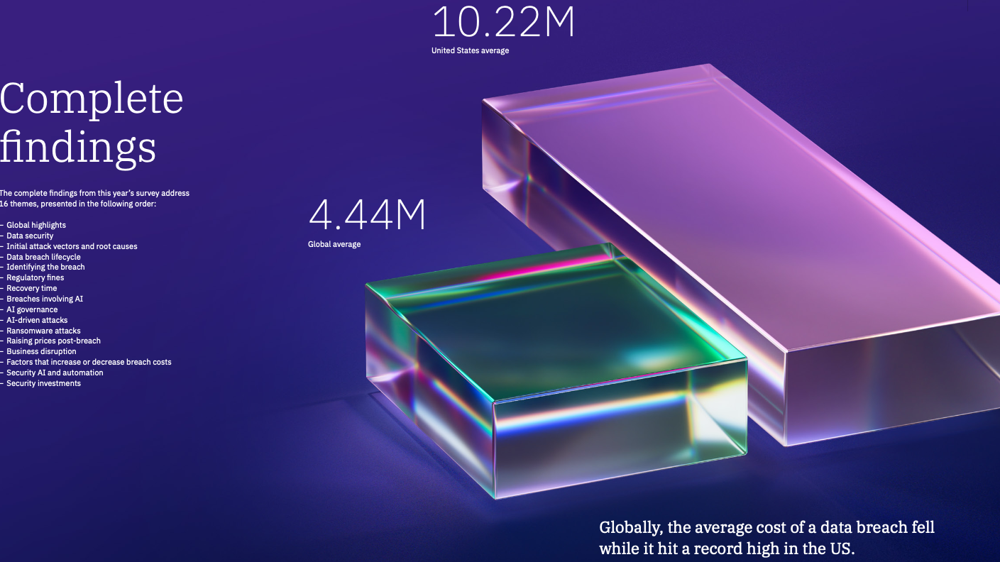 10.22M
United States average
Complete
findings
The complete findings from this year’s survey address
16 themes, presented in the following order:
– Global highlights
– Data security
– Initial attack vectors and root causes
– Data breach lifecycle
– Identifying the breach
– Regulatory fines
– Recovery time
– Breaches involving AI
– AI governance
– AI-driven attacks
– Ransomware attacks
– Raising prices post-breach
– Business disruption
– Factors that increase or decrease breach costs
– Security AI and automation
– Security investments
4.44M
Global average
Globally, the average cost of a data breach fell
while it hit a record high in the US.